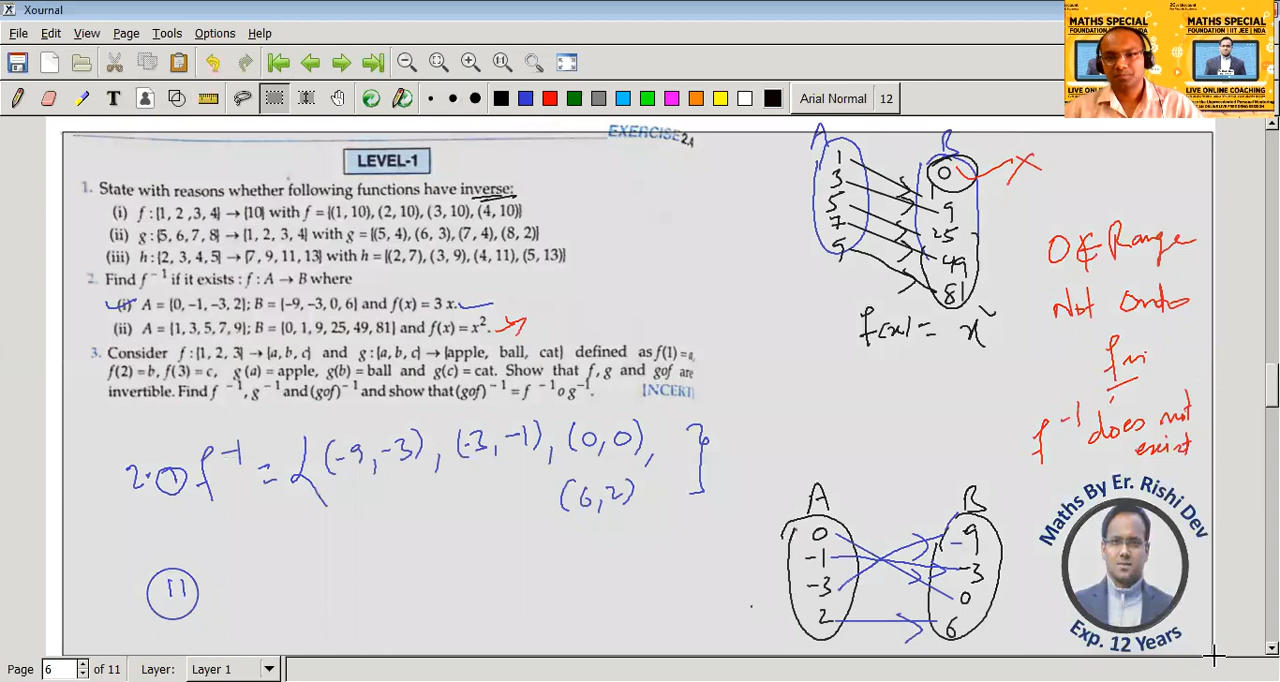 Xournal
File Edit View Page Tools Options Help
Arial Normal 12
MATHS SPECIAL
FOUNDATION | IIT JEE | NDA
LIVE ONLINE COACHING
EXERCISE 2.4
LEVEL-1
1. State with reasons whether following functions have inverse:
(i) f : {1, 2 ,3, 4} → {10} with f = {(1, 10), (2, 10), (3, 10), (4, 10)}
(ii) g : {5, 6, 7, 8} → {1, 2, 3, 4} with g = {(5, 4), (6, 3), (7, 4), (8, 2)}
(iii) h : {2, 3, 4, 5} → {7, 9, 11, 13} with h = {(2, 7), (3, 9), (4, 11), (5, 13)}
2. Find f⁻¹ if it exists : f : A → B where
(i) A = {0, -1, -3, 2}; B = {-9, -3, 0, 6} and f(x) = 3 x.
(ii) A = {1, 3, 5, 7, 9}; B = {0, 1, 9, 25, 49, 81} and f(x) = x².
3. Consider f : {1, 2, 3} → {a, b, c} and g : {a, b, c} → {apple, ball, cat} defined as f(1) = a,
f(2) = b, f(3) = c, g(a) = apple, g(b) = ball and g(c) = cat. Show that f, g and gof are
invertible. Find f⁻¹, g⁻¹ and (gof)⁻¹ and show that (gof)⁻¹ = f⁻¹o g⁻¹. [NCERT]
A B
1 0
3 1
5 9
7 25
9 49
81
f(x) = x²
X
0 ∉ Range
Not Onto
f⁻¹ does not
exist
2. ① f⁻¹ = { (-9, -3), (-3, -1), (0, 0),
(6, 2) }
11
A B
0 -9
-1 -3
-3 0
2 6
Maths By Er. Rishi Dev
Exp. 12 Years
Page 6 of 11 Layer: Layer 1